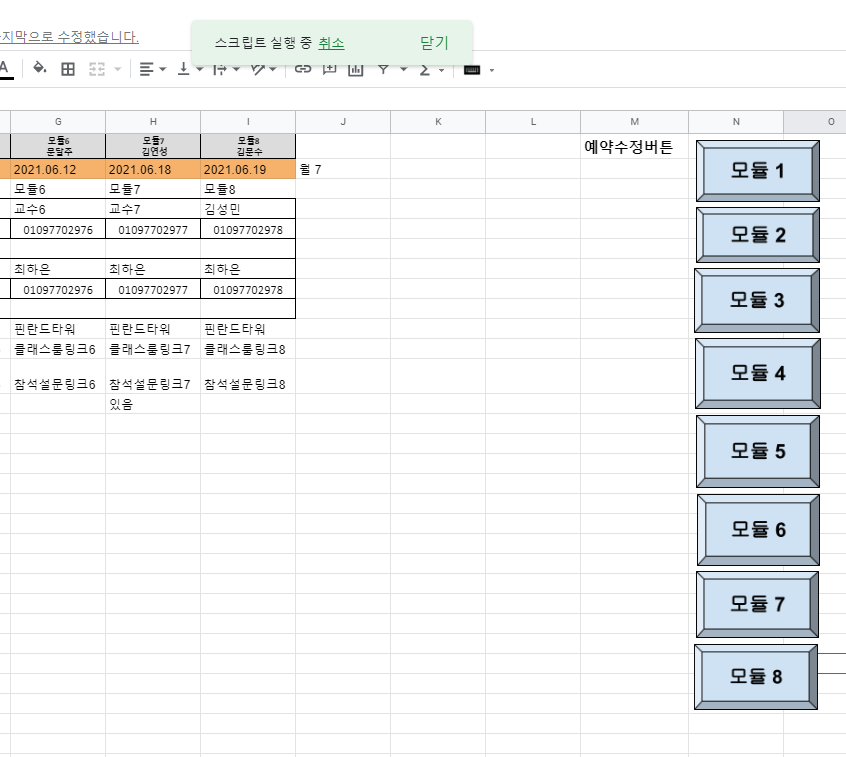 지막으로 수정했습니다.
스크립트 실행 중 취소 닫기
A
G H I J K L M N O
모듈6 모듈7 모듈8
문달주 김연성 김문수
예약수정버튼
2021.06.12 2021.06.18 2021.06.19 월 7
모듈6 모듈7 모듈8
교수6 교수7 김성민
01097702976 01097702977 01097702978
최하은 최하은 최하은
01097702976 01097702977 01097702978
핀란드타워 핀란드타워 핀란드타워
클래스룸링크6 클래스룸링크7 클래스룸링크8
참석설문링크6 참석설문링크7 참석설문링크8
있음
모듈 1
모듈 2
모듈 3
모듈 4
모듈 5
모듈 6
모듈 7
모듈 8